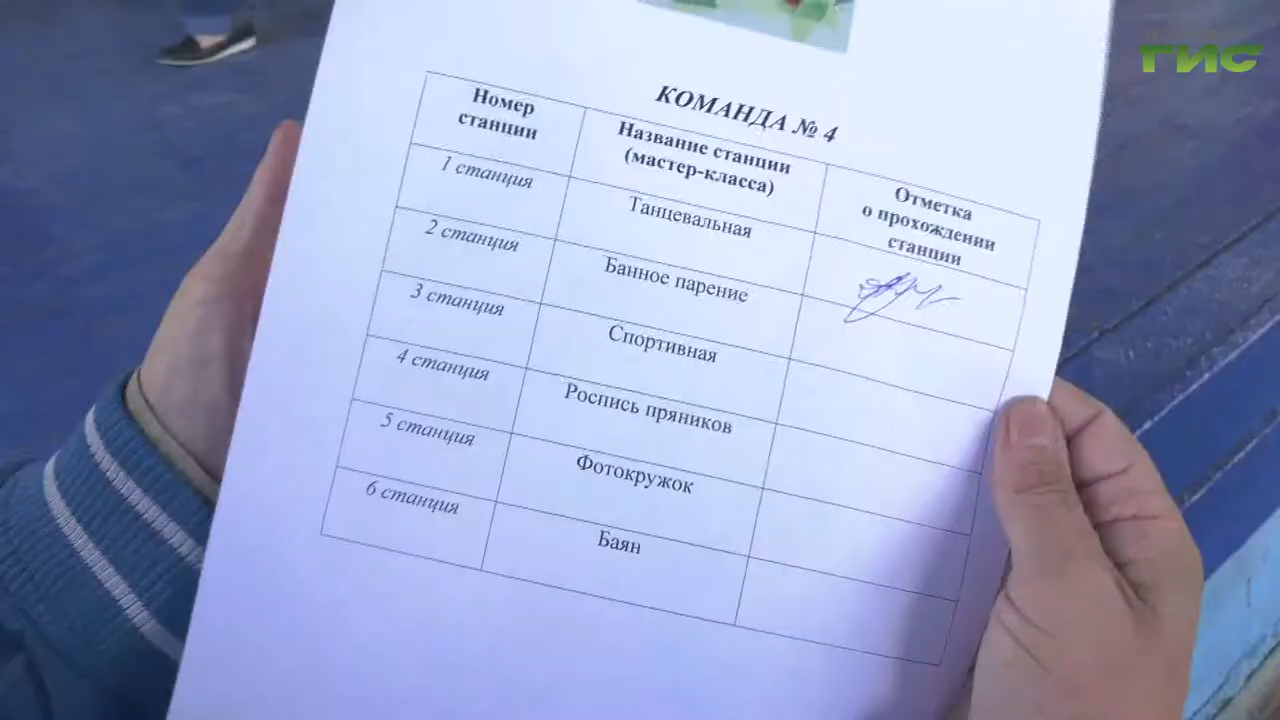 ГИС
КОМАНДА № 4
Номер
станции
Название станции
(мастер-класса)
Отметка
о прохождении
станции
1 станция
Танцевальная
2 станция
Банное парение
3 станция
Спортивная
4 станция
Роспись пряников
5 станция
Фотокружок
6 станция
Баян